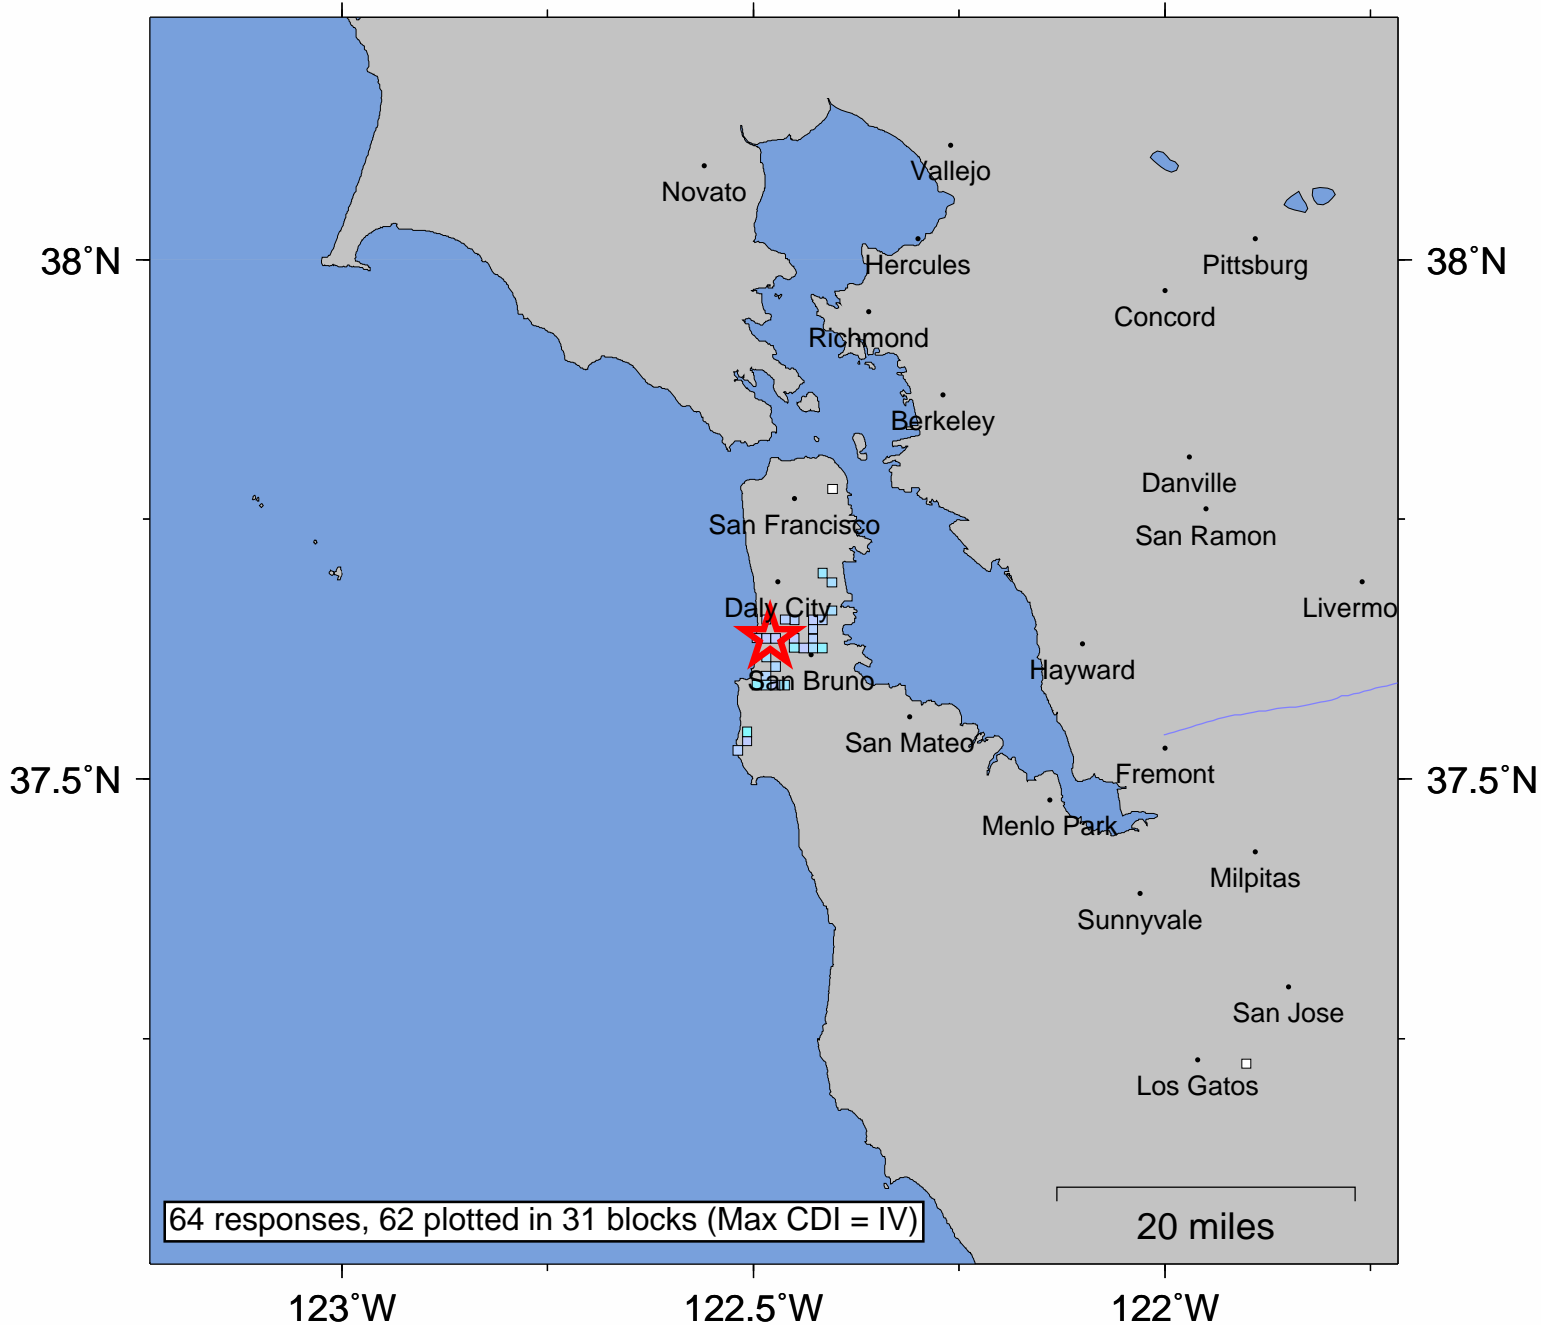 Vallejo
Novato
38˚N
38˚N
Hercules
Pittsburg
Concord
Richmond
Berkeley
Danville
San Francisco
San Ramon
Daly City
Livermo
Hayward
San Bruno
San Mateo
Fremont
37.5˚N
37.5˚N
Menlo Park
Milpitas
Sunnyvale
San Jose
Los Gatos
64 responses, 62 plotted in 31 blocks (Max CDI = IV)
20 miles
123˚W
122.5˚W
122˚W